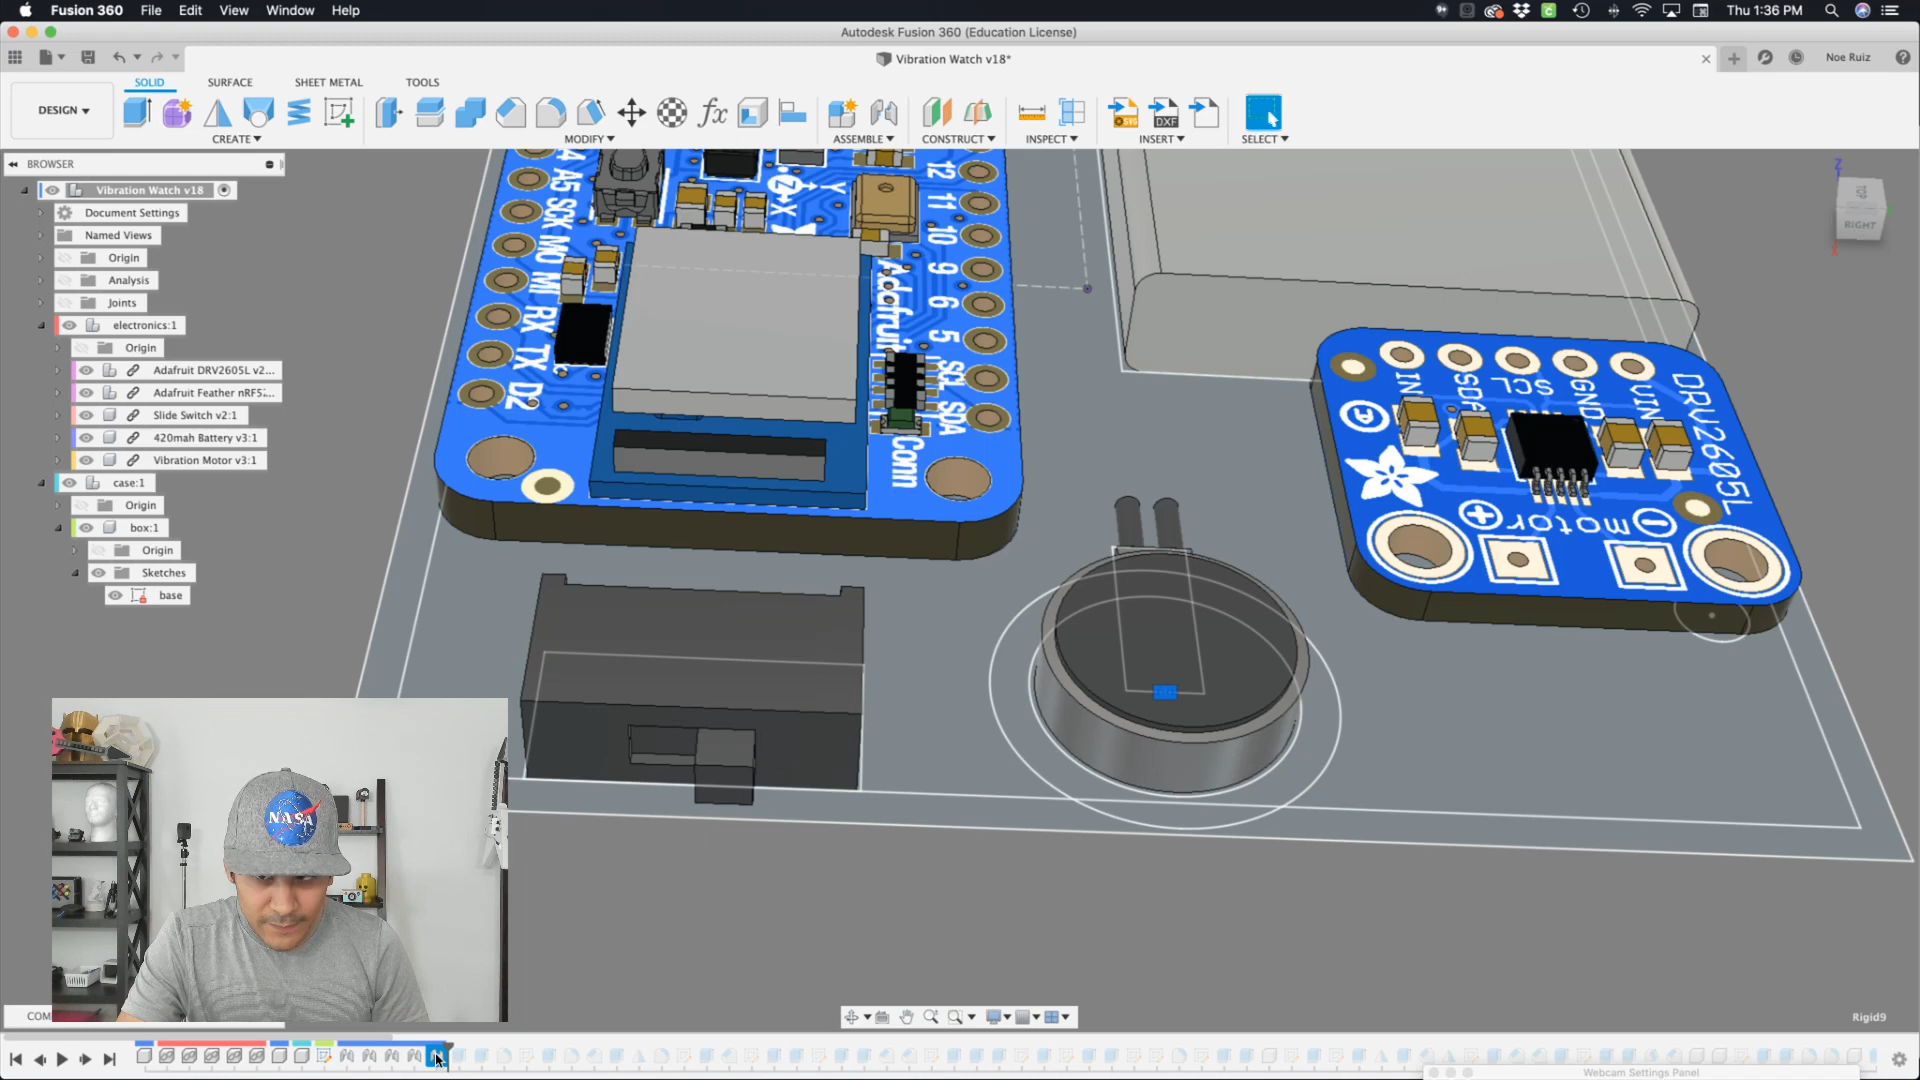 Fusion 360 File Edit View Window Help
Thu 1:36 PM
Autodesk Fusion 360 (Education License)
Vibration Watch v18*
Noe Ruiz
DESIGN
SOLID SURFACE SHEET METAL TOOLS
CREATE MODIFY ASSEMBLE CONSTRUCT INSPECT INSERT SELECT
BROWSER
Vibration Watch v18
Document Settings
Named Views
Origin
Analysis
Joints
electronics:1
Origin
Adafruit DRV2605L v2...
Adafruit Feather nRF5:...
Slide Switch v2:1
420mah Battery v3:1
Vibration Motor v3:1
case:1
Origin
box:1
Origin
Sketches
base
A A5 SCK MO MI RX TX D2
Z X Y
Adafruit
12 11 10 9 6 5 SCL SDA
Conn
IN SDA SCL GND VIN
DRV2605L
+ motor -
TOP
RIGHT
Z
NASA
COM
Rigid9
Webcam Settings Panel